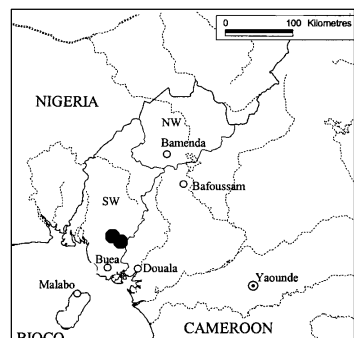 0 100 Kilometres
NIGERIA
NW
Bamenda
Bafoussam
SW
Buea
Douala
Yaounde
Malabo
BIOCO
CAMEROON